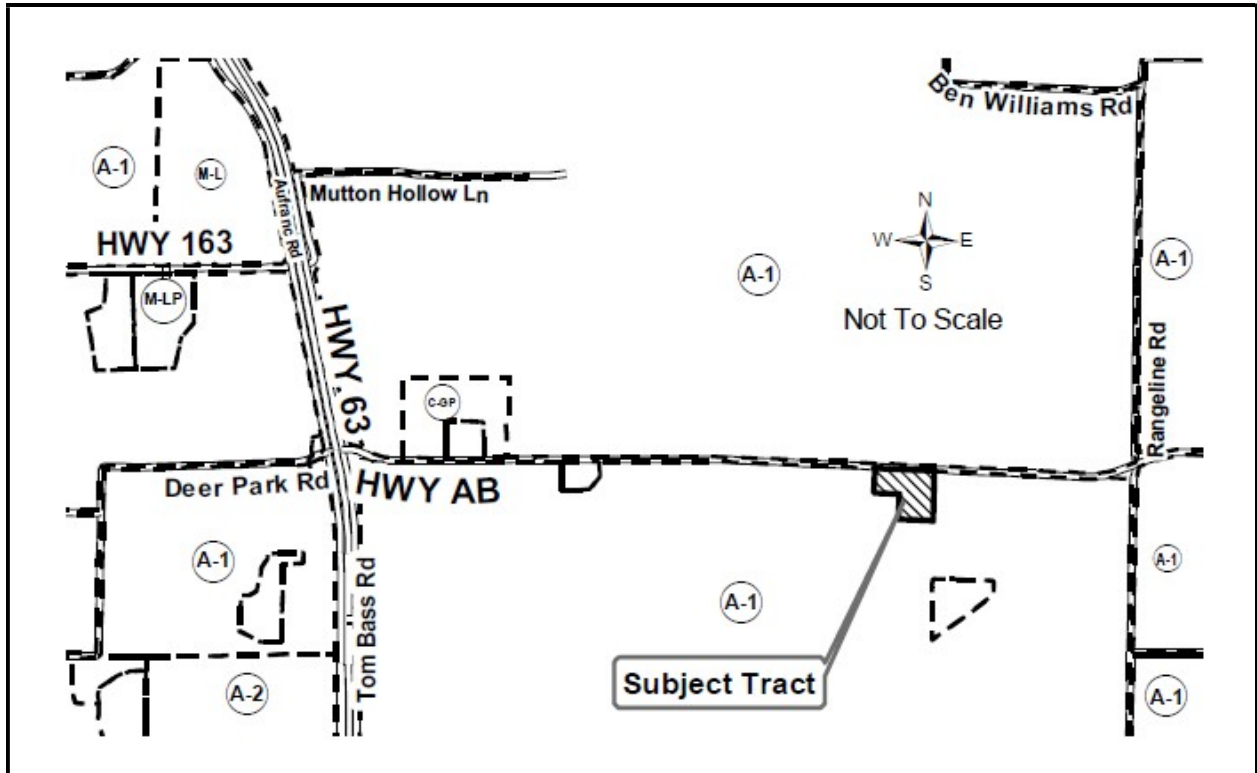 Ben Williams Rd
A-1
M-L
Aufranc Rd
Mutton Hollow Ln
N
W
E
S
HWY 163
A-1
A-1
M-LP
Not To Scale
HWY 63
Rangeline Rd
C-GP
Deer Park Rd
HWY AB
A-1
A-1
A-1
Tom Bass Rd
Subject Tract
A-2
A-1